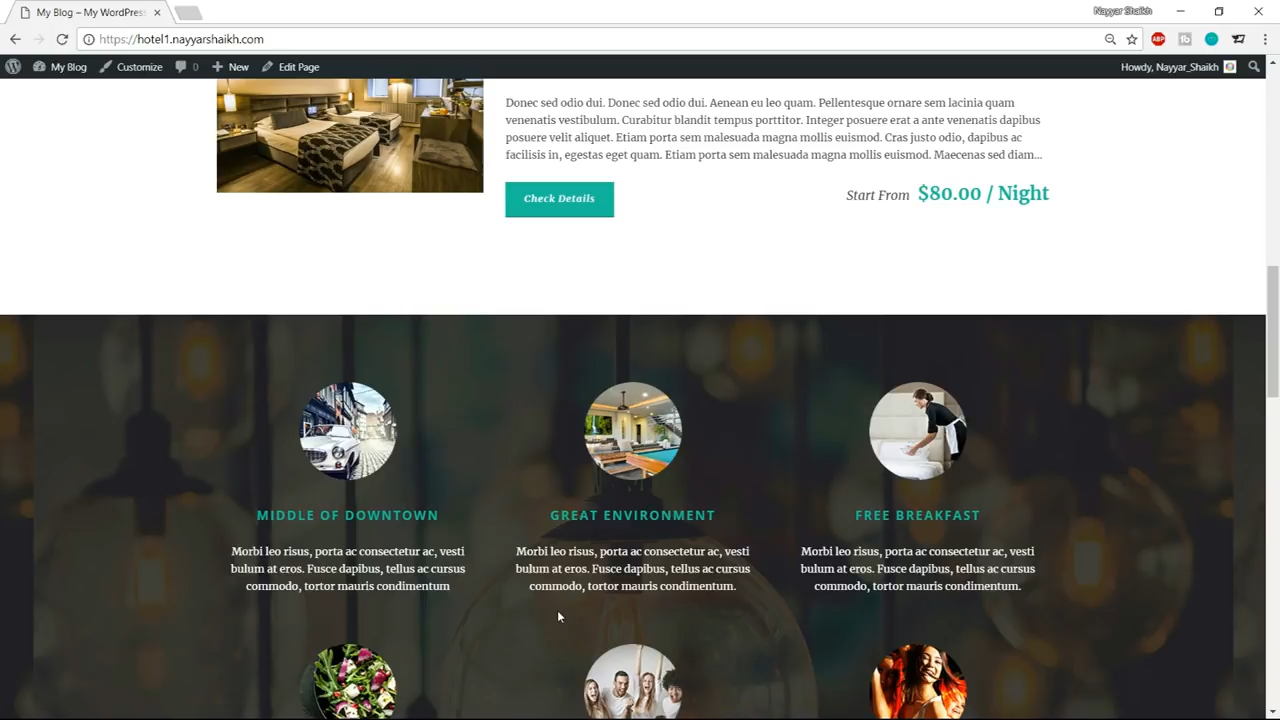 My Blog – My WordPres
Nayyar Shaikh
https://hotel1.nayyarshaikh.com
ABP
fb
My Blog
Customize
0
New
Edit Page
Howdy, Nayyar_Shaikh
Donec sed odio dui. Donec sed odio dui. Aenean eu leo quam. Pellentesque ornare sem lacinia quam
venenatis vestibulum. Curabitur blandit tempus porttitor. Integer posuere erat a ante venenatis dapibus
posuere velit aliquet. Etiam porta sem malesuada magna mollis euismod. Cras justo odio, dapibus ac
facilisis in, egestas eget quam. Etiam porta sem malesuada magna mollis euismod. Maecenas sed diam...
Check Details
Start From $80.00 / Night
MIDDLE OF DOWNTOWN
Morbi leo risus, porta ac consectetur ac, vesti
bulum at eros. Fusce dapibus, tellus ac cursus
commodo, tortor mauris condimentum
GREAT ENVIRONMENT
Morbi leo risus, porta ac consectetur ac, vesti
bulum at eros. Fusce dapibus, tellus ac cursus
commodo, tortor mauris condimentum.
FREE BREAKFAST
Morbi leo risus, porta ac consectetur ac, vesti
bulum at eros. Fusce dapibus, tellus ac cursus
commodo, tortor mauris condimentum.